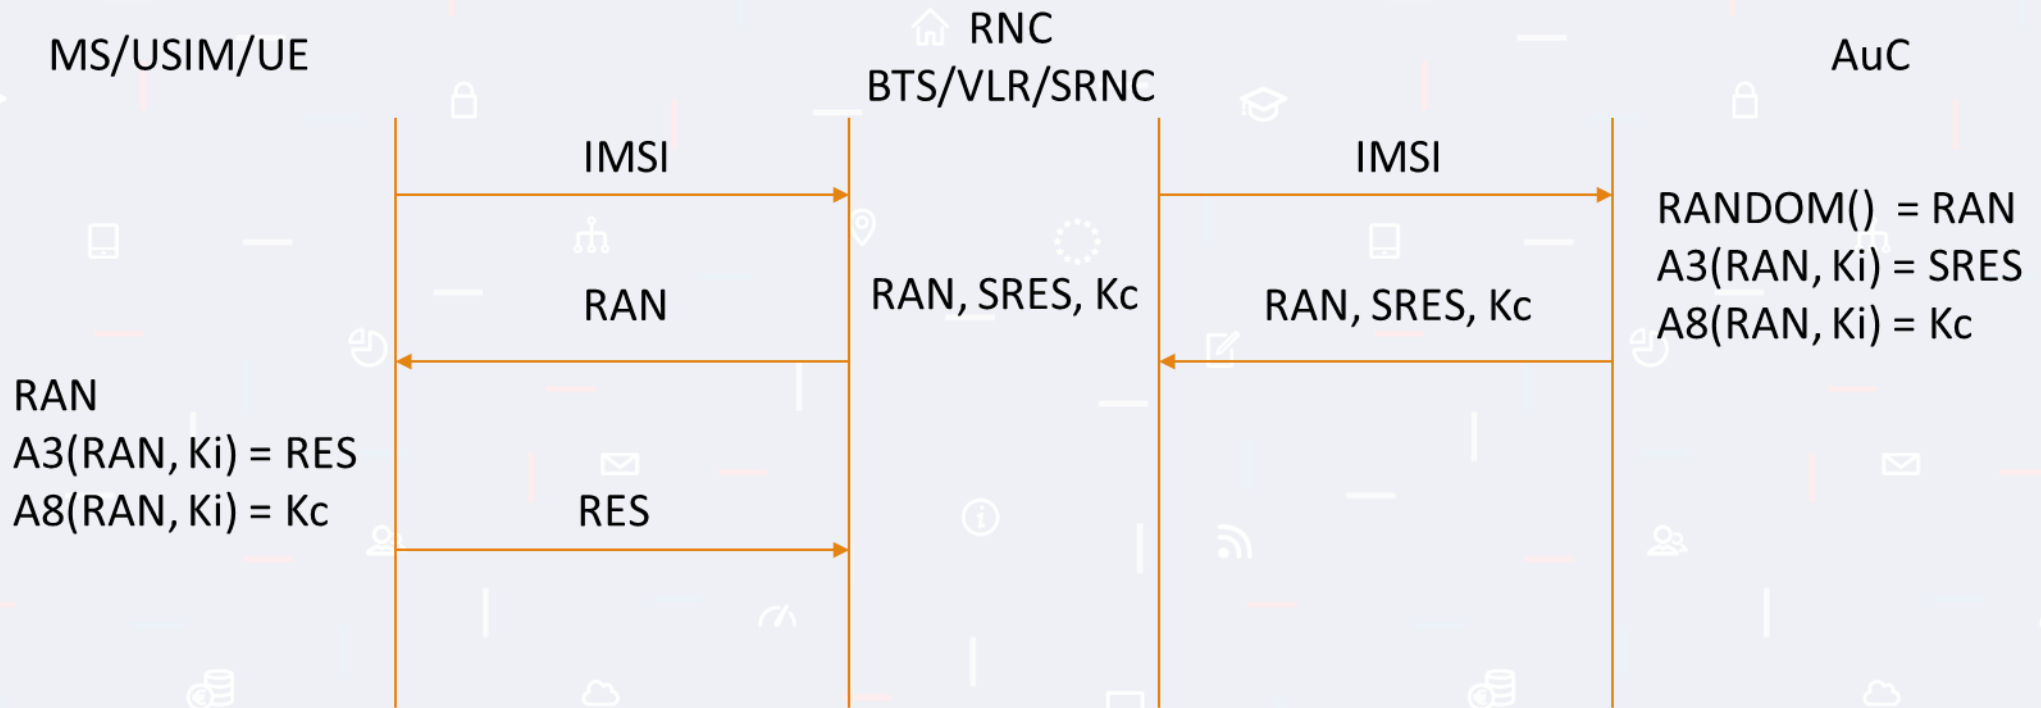 MS/USIM/UE
RNC
BTS/VLR/SRNC
AuC
IMSI
IMSI
RANDOM() = RAN
A3(RAN, Ki) = SRES
A8(RAN, Ki) = Kc
RAN
RAN, SRES, Kc
RAN, SRES, Kc
RAN
A3(RAN, Ki) = RES
A8(RAN, Ki) = Kc
RES